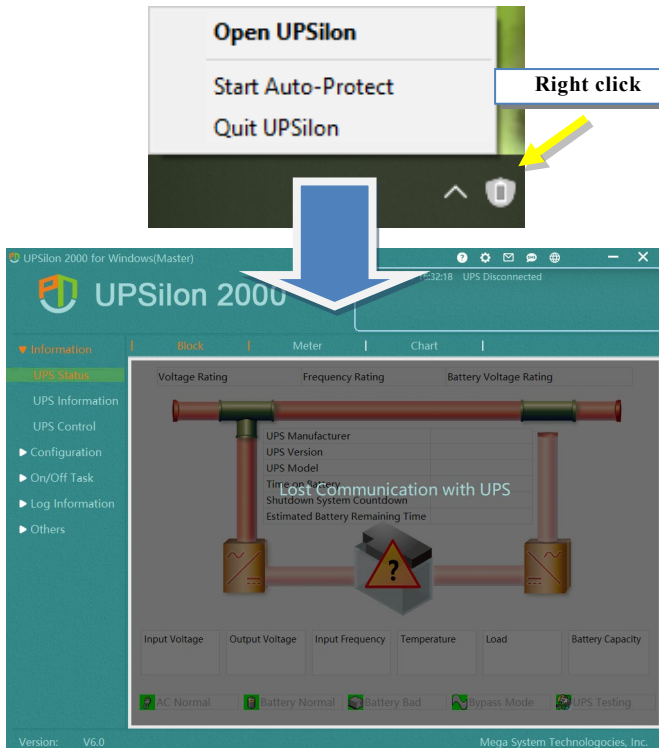 Open UPSilon
Start Auto-Protect
Right click
Quit UPSilon
UPSilon 2000 for Windows(Master)
:32:18 UPS Disconnected
UPSilon 2000
Information
Block
Meter
Chart
UPS Status
Voltage Rating
Frequency Rating
Battery Voltage Rating
UPS Information
UPS Control
Configuration
On/Off Task
Log Information
Others
UPS Manufacturer
UPS Version
UPS Model
Time on Battery
Lost Communication with UPS
Shutdown System Countdown
Estimated Battery Remaining Time
?
Input Voltage
Output Voltage
Input Frequency
Temperature
Load
Battery Capacity
AC Normal
Battery Normal
Battery Bad
Bypass Mode
UPS Testing
Version: V6.0
Mega System Technologocies, Inc.